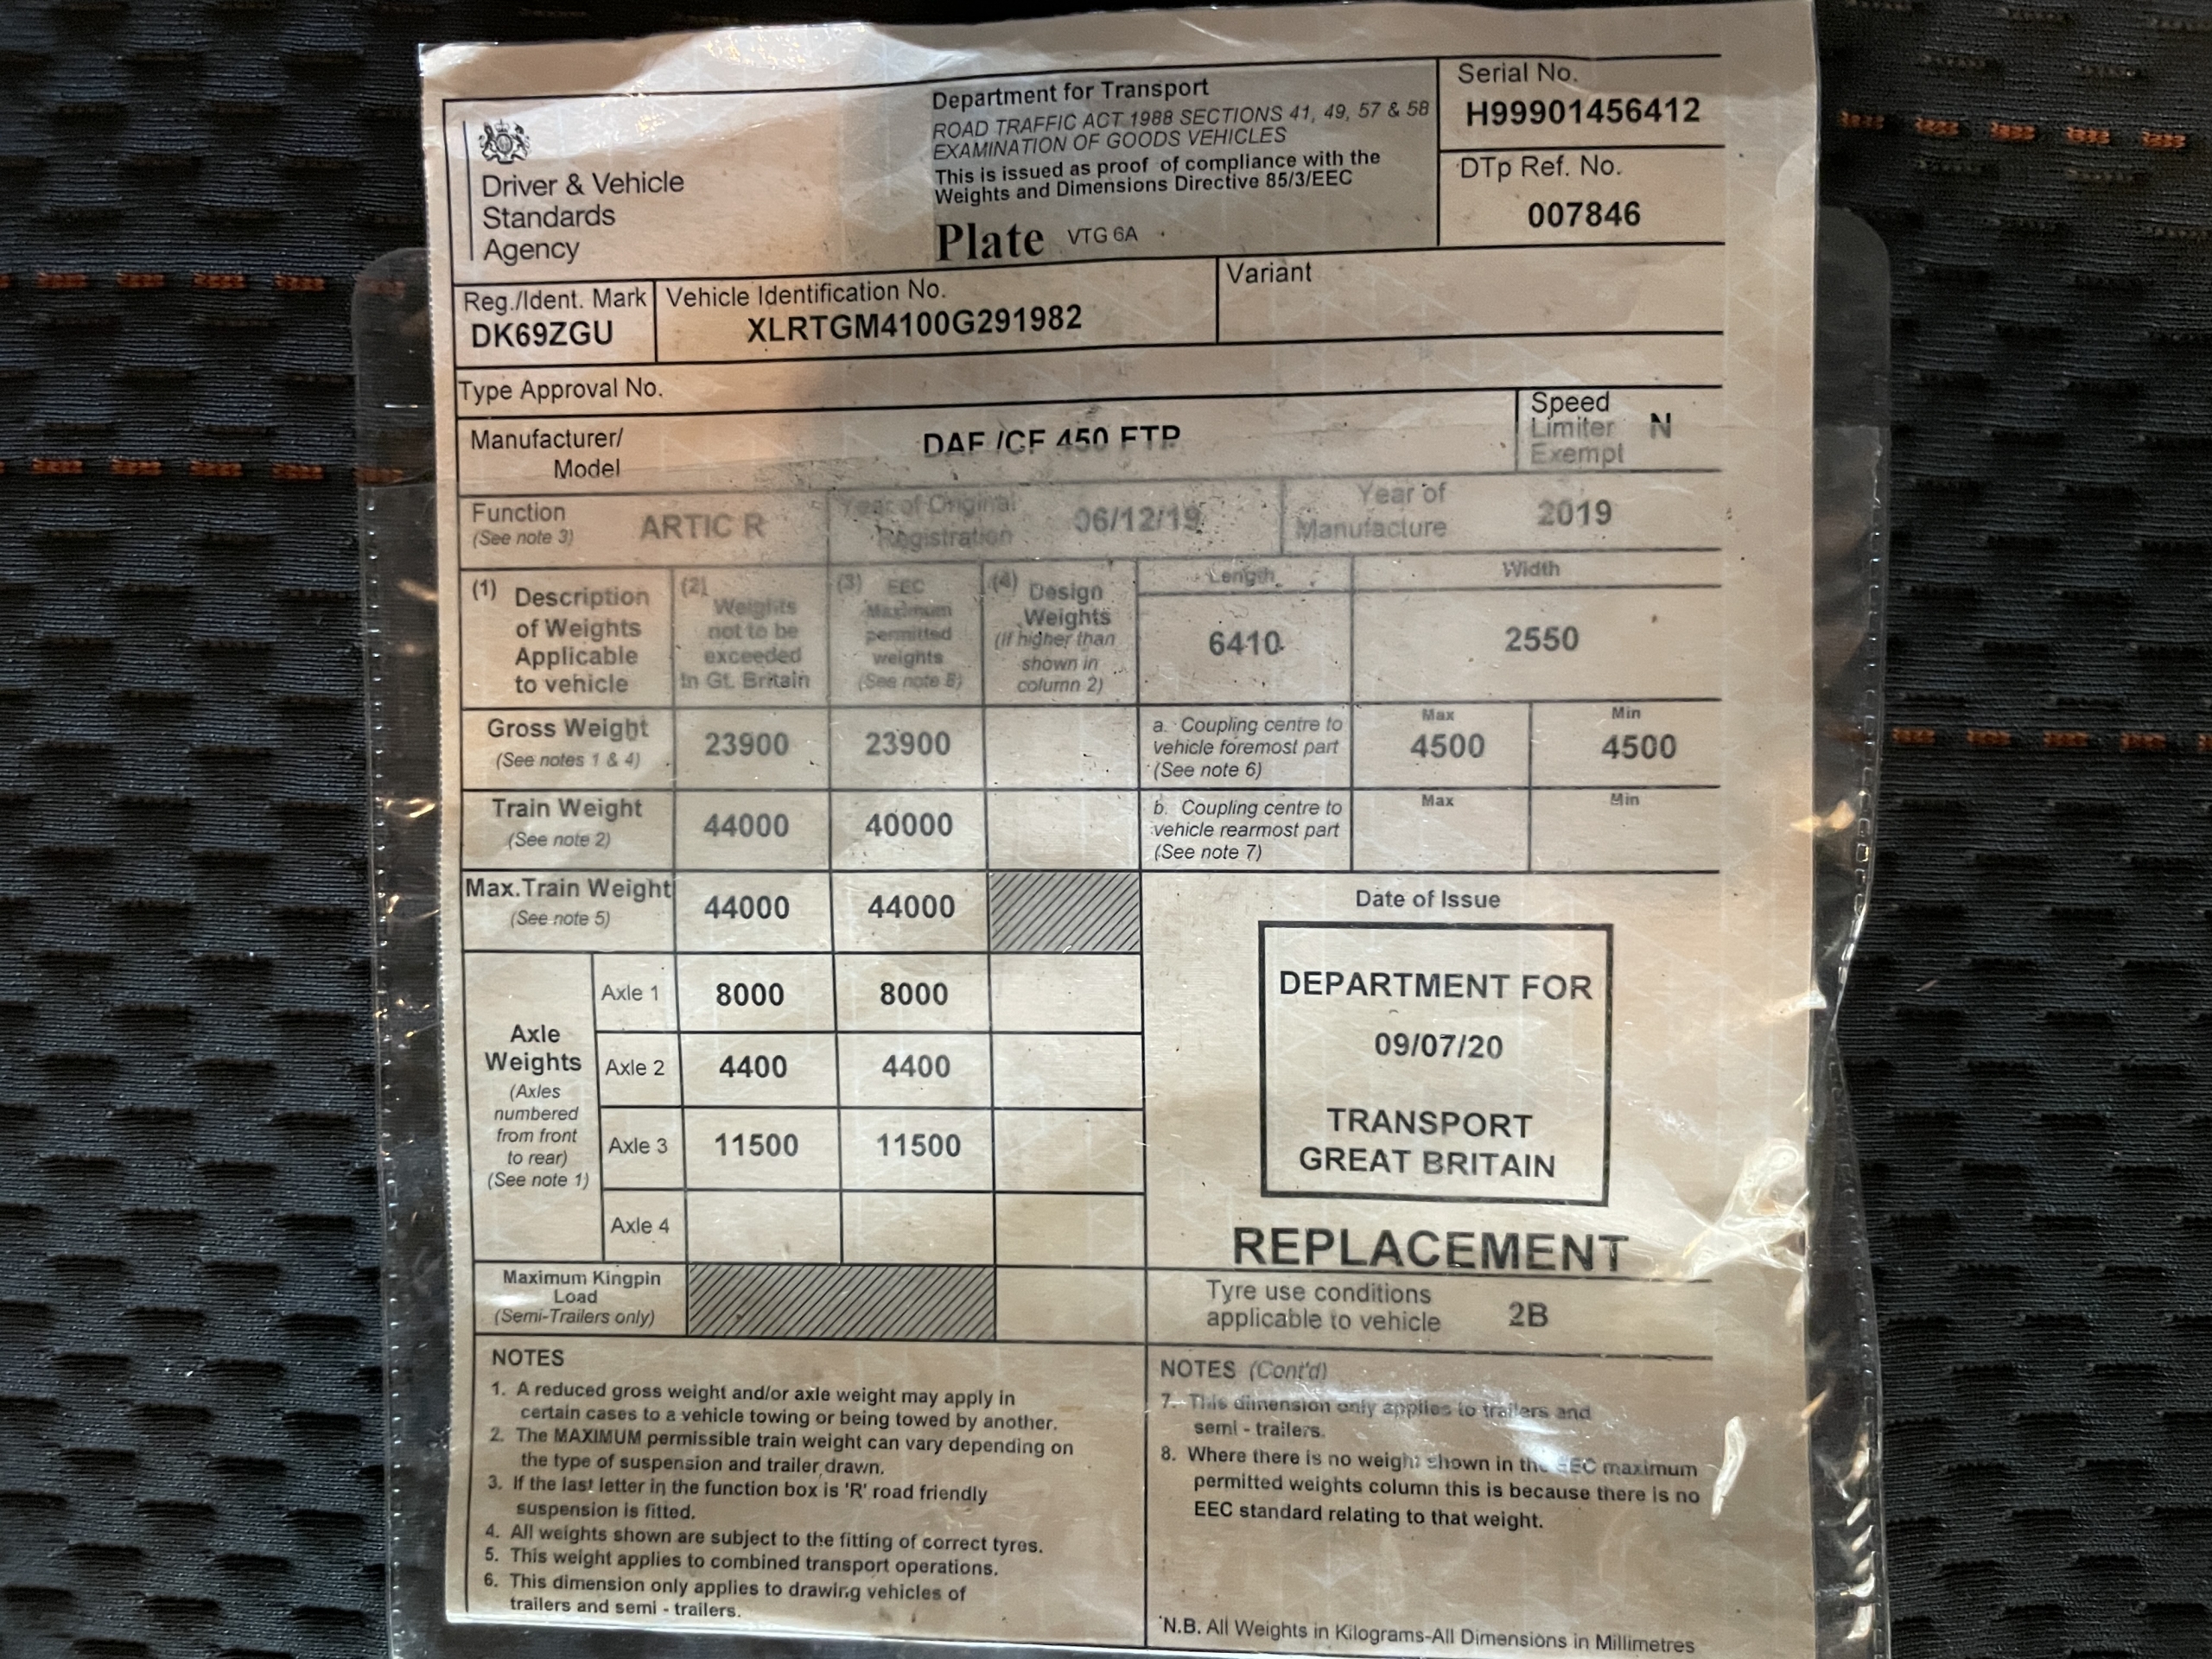 Department for Transport
ROAD TRAFFIC ACT 1988 SECTIONS 41, 49, 57 & 58
EXAMINATION OF GOODS VEHICLES
This is issued as proof of compliance with the
Weights and Dimensions Directive 85/3/EEC
Plate VTG 6A
Driver & Vehicle
Standards
Agency
Serial No.
H99901456412
DTp Ref. No.
007846
Reg./Ident. Mark
DK69ZGU
Vehicle Identification No.
XLRTGM4100G291982
Variant
Type Approval No.
Manufacturer/
Model
DAF /CF 450 FTP
Speed
Limiter
Exempt
N
Function
(See note 3)
ARTIC R
Year of Original
Registration
06/12/19
Year of
Manufacture
2019
(1) Description
of Weights
Applicable
to vehicle
(2)
Weights
not to be
exceeded
in Gt. Britain
(3) EEC
Maximum
permitted
weights
(See note 8)
(4) Design
Weights
(If higher than
shown in
column 2)
Length
6410
Width
2550
Gross Weight
(See notes 1 & 4)
23900
23900
a. Coupling centre to
vehicle foremost part
(See note 6)
Max
4500
Min
4500
Train Weight
(See note 2)
44000
40000
b. Coupling centre to
vehicle rearmost part
(See note 7)
Max
Min
Max.Train Weight
(See note 5)
44000
44000
Axle
Weights
(Axles
numbered
from front
to rear)
(See note 1)
Axle 1 8000 8000
Axle 2 4400 4400
Axle 3 11500 11500
Axle 4
Maximum Kingpin
Load
(Semi-Trailers only)
Date of Issue
DEPARTMENT FOR
09/07/20
TRANSPORT
GREAT BRITAIN
REPLACEMENT
Tyre use conditions
applicable to vehicle
2B
NOTES
1. A reduced gross weight and/or axle weight may apply in
certain cases to a vehicle towing or being towed by another.
2. The MAXIMUM permissible train weight can vary depending on
the type of suspension and trailer drawn.
3. If the last letter in the function box is 'R' road friendly
suspension is fitted.
4. All weights shown are subject to the fitting of correct tyres.
5. This weight applies to combined transport operations.
6. This dimension only applies to drawing vehicles of
trailers and semi - trailers.
NOTES (Cont'd)
7. This dimension only applies to trailers and
semi - trailers.
8. Where there is no weight shown in the EEC maximum
permitted weights column this is because there is no
EEC standard relating to that weight.
N.B. All Weights in Kilograms-All Dimensions in Millimetres